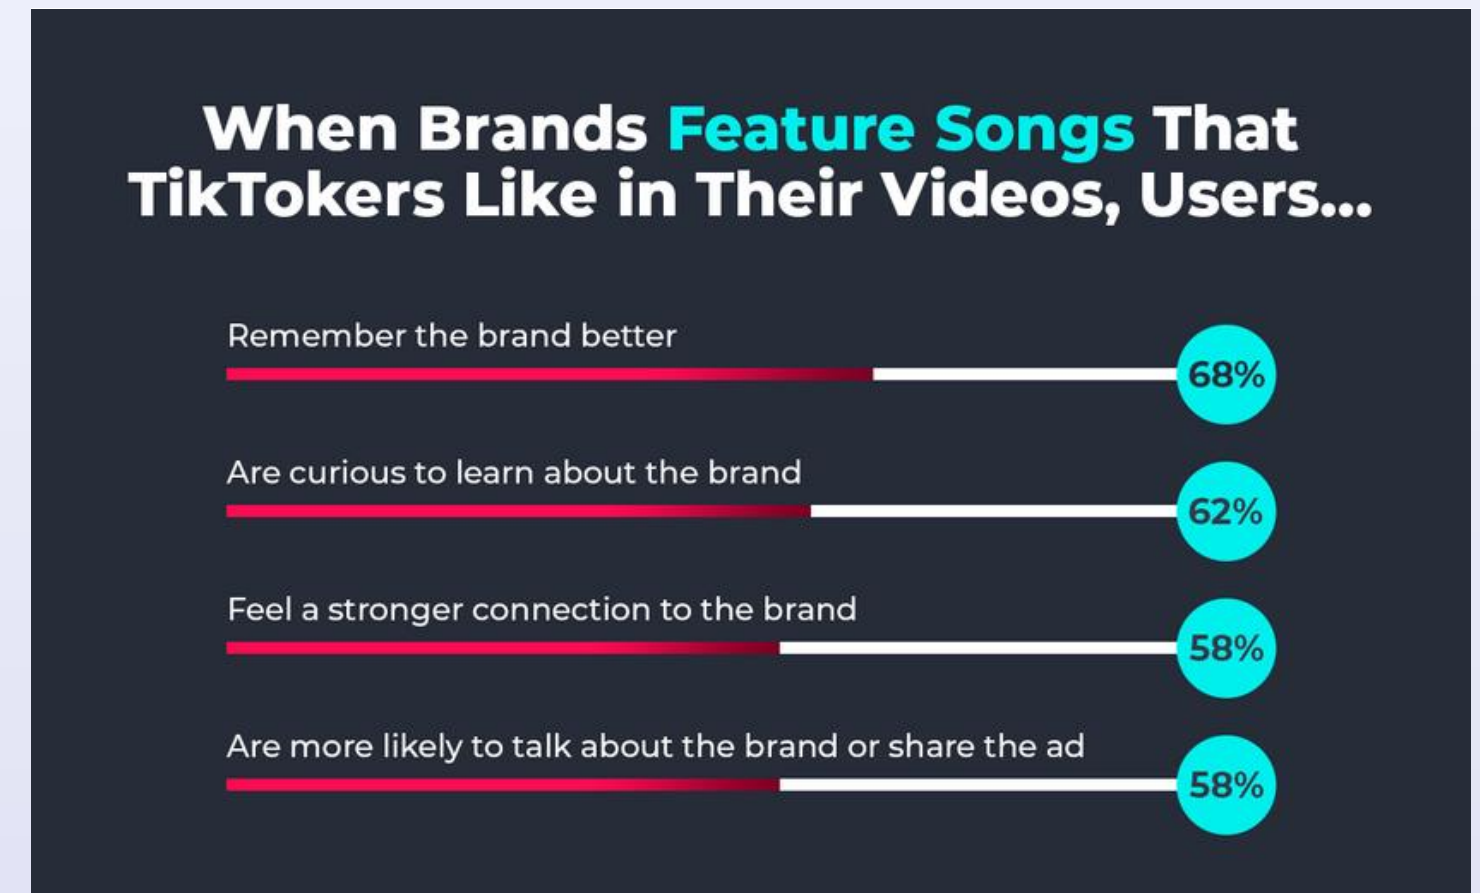 When Brands Feature Songs That
TikTokers Like in Their Videos, Users...
Remember the brand better
68%
Are curious to learn about the brand
62%
Feel a stronger connection to the brand
58%
Are more likely to talk about the brand or share the ad
58%